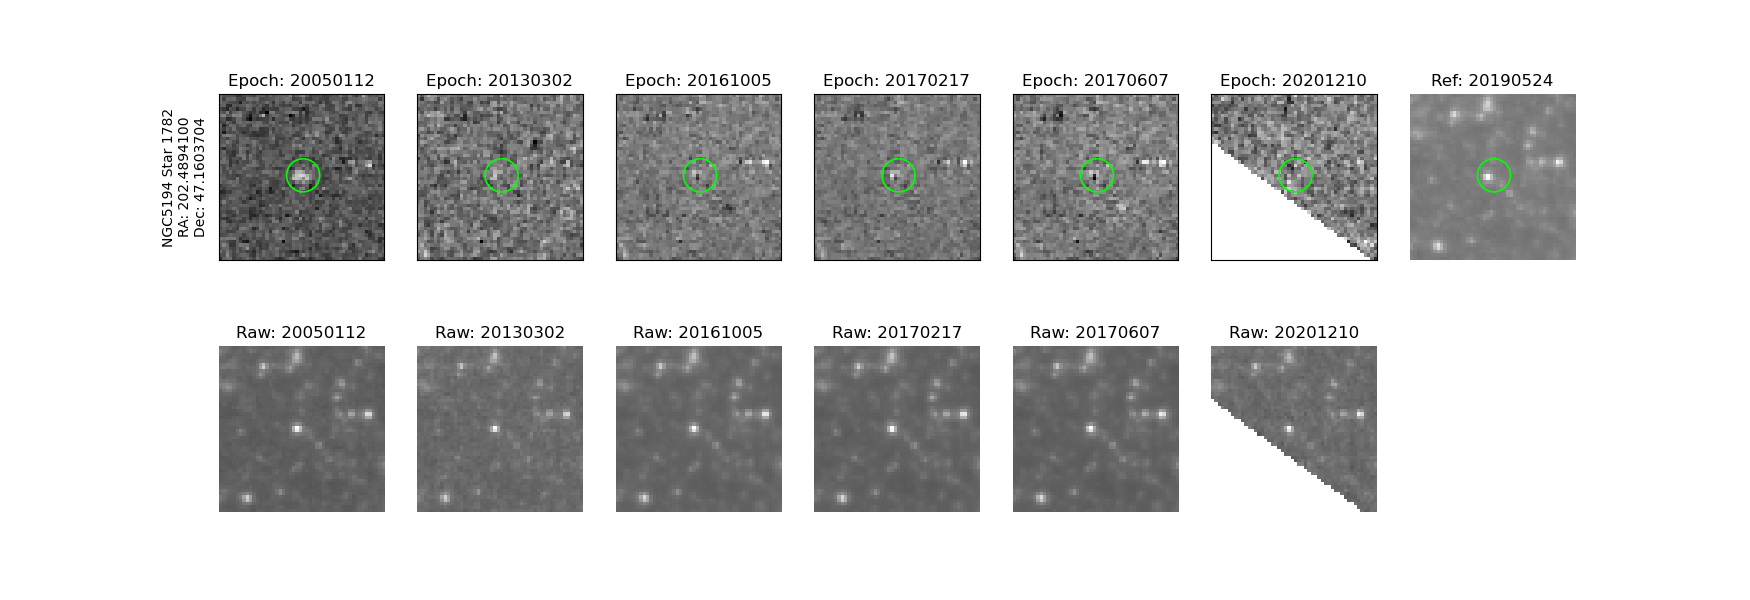 Epoch: 20050112
Epoch: 20130302
Epoch: 20161005
Epoch: 20170217
Epoch: 20170607
Epoch: 20201210
Ref: 20190524
NGC5194 Star 1782
RA: 202.4894100
Dec: 47.1603704
Raw: 20050112
Raw: 20130302
Raw: 20161005
Raw: 20170217
Raw: 20170607
Raw: 20201210